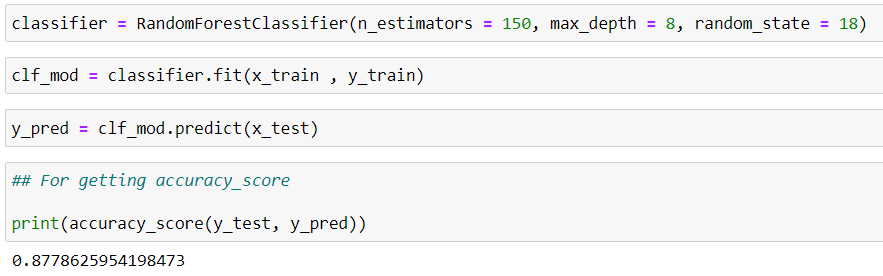 classifier = RandomForestClassifier(n_estimators = 150, max_depth = 8, random_state = 18)
clf_mod = classifier.fit(x_train , y_train)
y_pred = clf_mod.predict(x_test)
## For getting accuracy_score
print(accuracy_score(y_test, y_pred))
0.8778625954198473